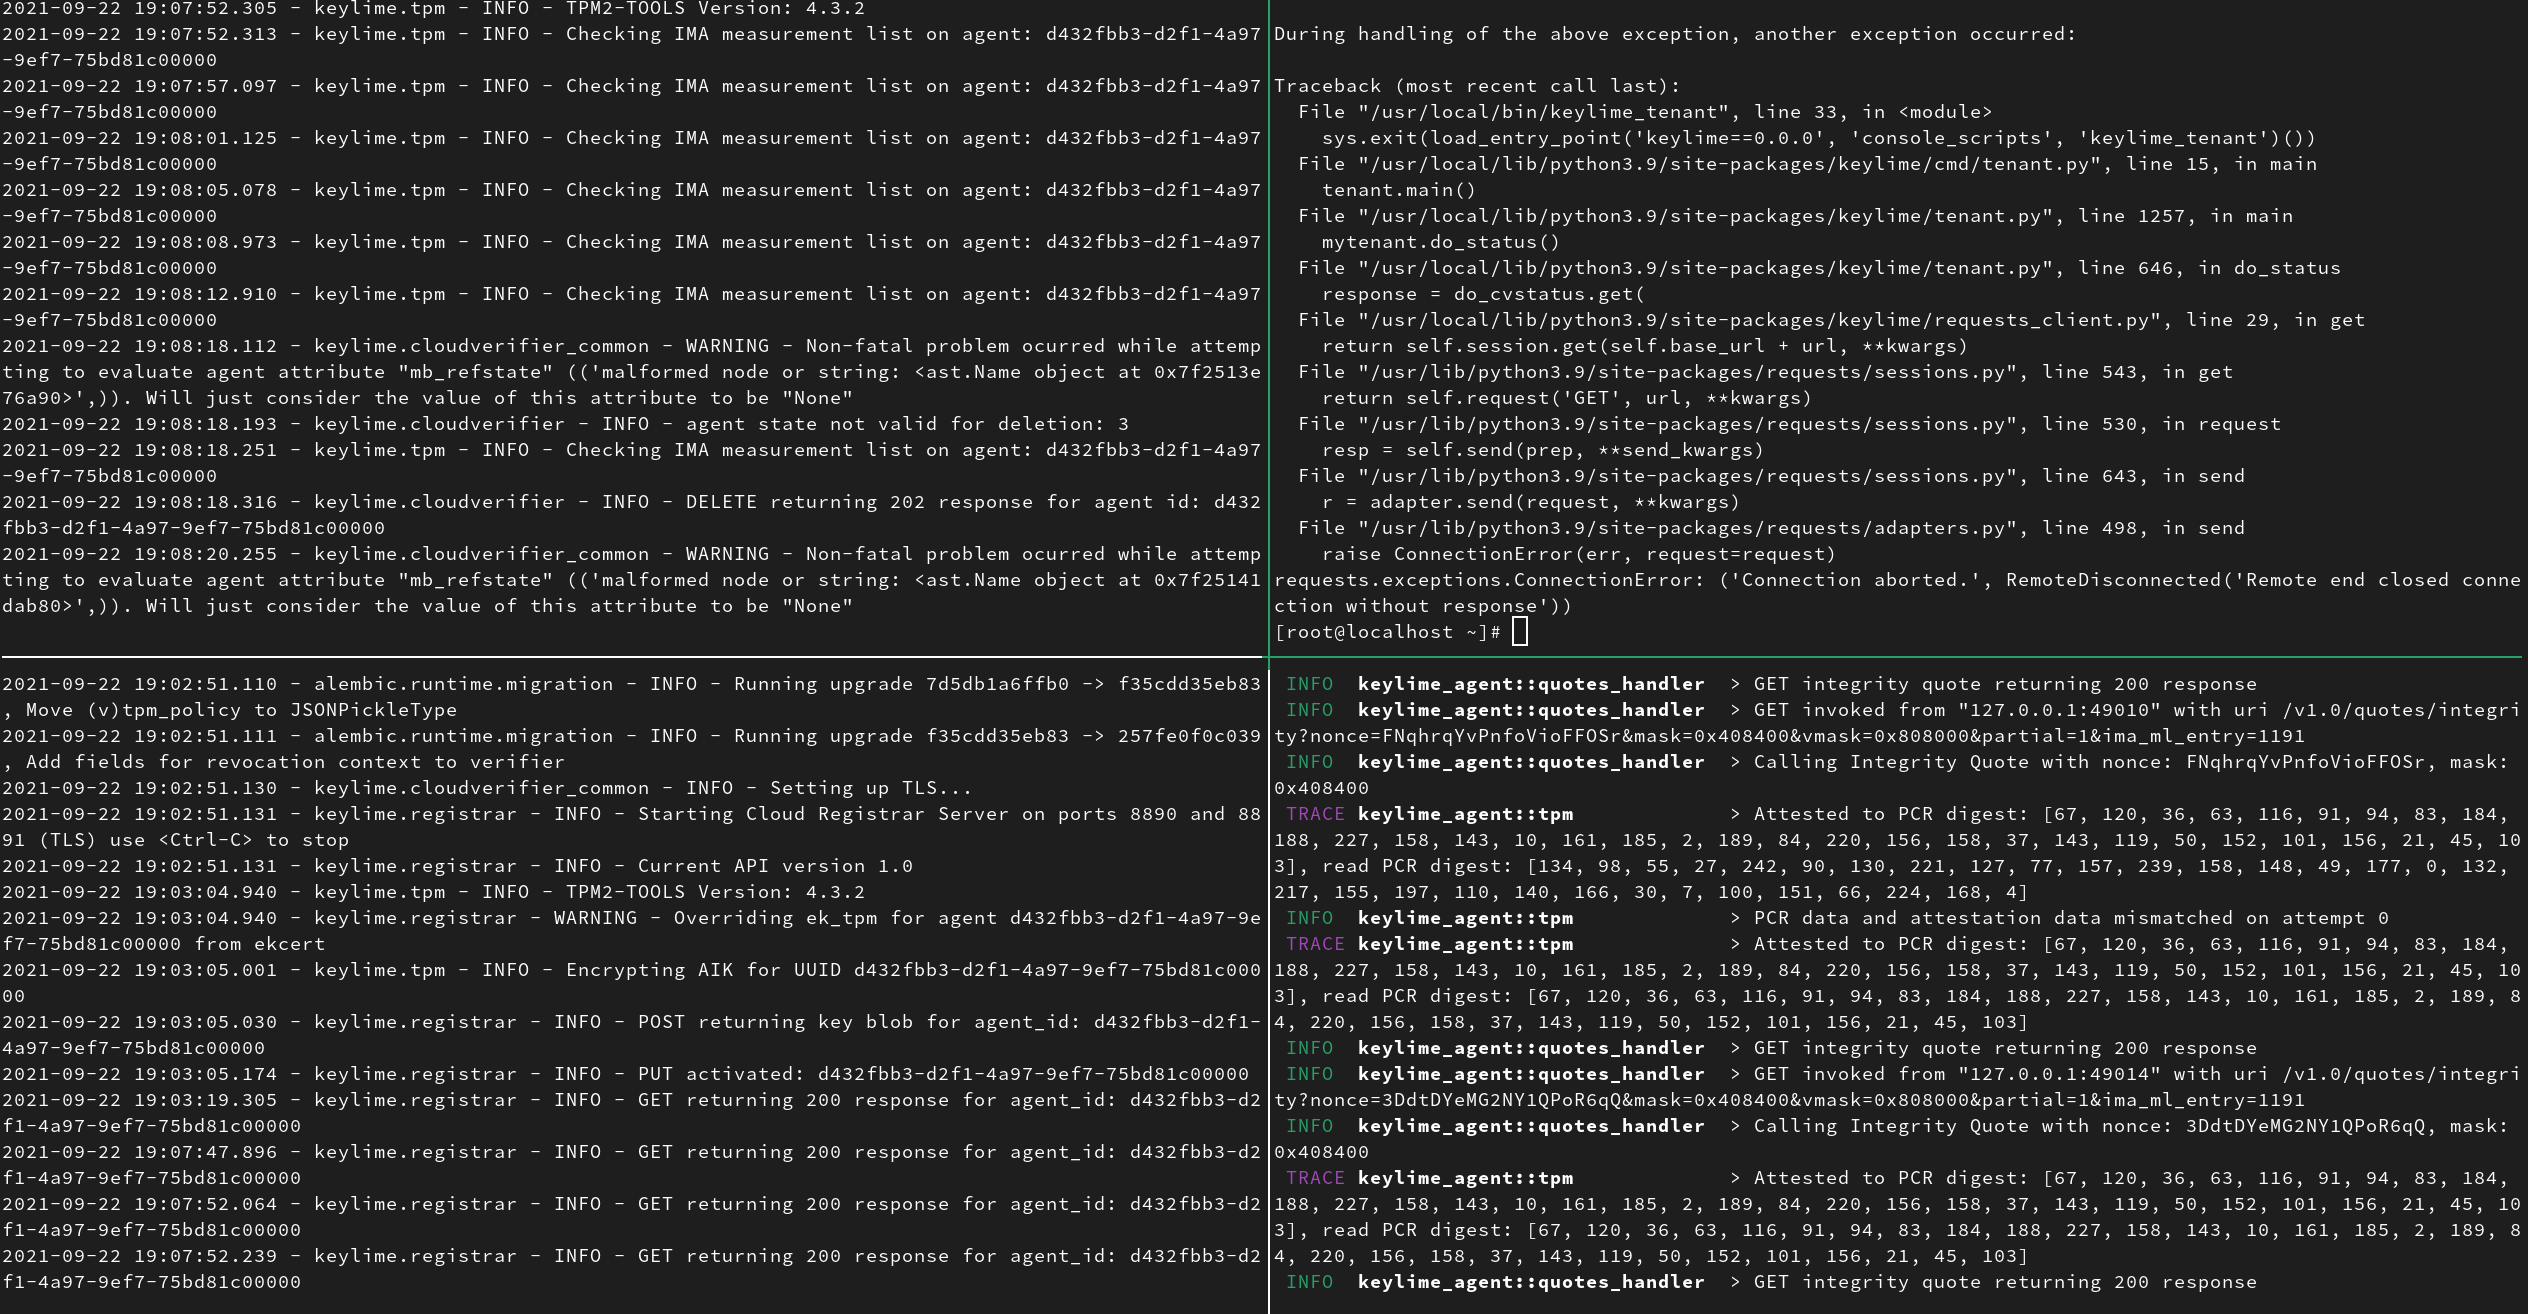 2021-09-22 19:07:52.305 - keylime.tpm - INFO - TPM2-TOOLS Version: 4.3.2
2021-09-22 19:07:52.313 - keylime.tpm - INFO - Checking IMA measurement list on agent: d432fbb3-d2f1-4a97
-9ef7-75bd81c00000
2021-09-22 19:07:57.097 - keylime.tpm - INFO - Checking IMA measurement list on agent: d432fbb3-d2f1-4a97
-9ef7-75bd81c00000
2021-09-22 19:08:01.125 - keylime.tpm - INFO - Checking IMA measurement list on agent: d432fbb3-d2f1-4a97
-9ef7-75bd81c00000
2021-09-22 19:08:05.078 - keylime.tpm - INFO - Checking IMA measurement list on agent: d432fbb3-d2f1-4a97
-9ef7-75bd81c00000
2021-09-22 19:08:08.973 - keylime.tpm - INFO - Checking IMA measurement list on agent: d432fbb3-d2f1-4a97
-9ef7-75bd81c00000
2021-09-22 19:08:12.910 - keylime.tpm - INFO - Checking IMA measurement list on agent: d432fbb3-d2f1-4a97
-9ef7-75bd81c00000
2021-09-22 19:08:18.112 - keylime.cloudverifier_common - WARNING - Non-fatal problem ocurred while attemp
ting to evaluate agent attribute "mb_refstate" (('malformed node or string: <ast.Name object at 0x7f2513e
76a90>',)). Will just consider the value of this attribute to be "None"
2021-09-22 19:08:18.193 - keylime.cloudverifier - INFO - agent state not valid for deletion: 3
2021-09-22 19:08:18.251 - keylime.tpm - INFO - Checking IMA measurement list on agent: d432fbb3-d2f1-4a97
-9ef7-75bd81c00000
2021-09-22 19:08:18.316 - keylime.cloudverifier - INFO - DELETE returning 202 response for agent id: d432
fbb3-d2f1-4a97-9ef7-75bd81c00000
2021-09-22 19:08:20.255 - keylime.cloudverifier_common - WARNING - Non-fatal problem ocurred while attemp
ting to evaluate agent attribute "mb_refstate" (('malformed node or string: <ast.Name object at 0x7f25141
dab80>',)). Will just consider the value of this attribute to be "None"
During handling of the above exception, another exception occurred:
Traceback (most recent call last):
File "/usr/local/bin/keylime_tenant", line 33, in <module>
sys.exit(load_entry_point('keylime==0.0.0', 'console_scripts', 'keylime_tenant')())
File "/usr/local/lib/python3.9/site-packages/keylime/cmd/tenant.py", line 15, in main
tenant.main()
File "/usr/local/lib/python3.9/site-packages/keylime/tenant.py", line 1257, in main
mytenant.do_status()
File "/usr/local/lib/python3.9/site-packages/keylime/tenant.py", line 646, in do_status
response = do_cvstatus.get(
File "/usr/local/lib/python3.9/site-packages/keylime/requests_client.py", line 29, in get
return self.session.get(self.base_url + url, **kwargs)
File "/usr/lib/python3.9/site-packages/requests/sessions.py", line 543, in get
return self.request('GET', url, **kwargs)
File "/usr/lib/python3.9/site-packages/requests/sessions.py", line 530, in request
resp = self.send(prep, **send_kwargs)
File "/usr/lib/python3.9/site-packages/requests/sessions.py", line 643, in send
r = adapter.send(request, **kwargs)
File "/usr/lib/python3.9/site-packages/requests/adapters.py", line 498, in send
raise ConnectionError(err, request=request)
requests.exceptions.ConnectionError: ('Connection aborted.', RemoteDisconnected('Remote end closed conne
ction without response'))
[root@localhost ~]#
2021-09-22 19:02:51.110 - alembic.runtime.migration - INFO - Running upgrade 7d5db1a6ffb0 -> f35cdd35eb83
, Move (v)tpm_policy to JSONPickleType
2021-09-22 19:02:51.111 - alembic.runtime.migration - INFO - Running upgrade f35cdd35eb83 -> 257fe0f0c039
, Add fields for revocation context to verifier
2021-09-22 19:02:51.130 - keylime.cloudverifier_common - INFO - Setting up TLS...
2021-09-22 19:02:51.131 - keylime.registrar - INFO - Starting Cloud Registrar Server on ports 8890 and 88
91 (TLS) use <Ctrl-C> to stop
2021-09-22 19:02:51.131 - keylime.registrar - INFO - Current API version 1.0
2021-09-22 19:03:04.940 - keylime.tpm - INFO - TPM2-TOOLS Version: 4.3.2
2021-09-22 19:03:04.940 - keylime.registrar - WARNING - Overriding ek_tpm for agent d432fbb3-d2f1-4a97-9e
f7-75bd81c00000 from ekcert
2021-09-22 19:03:05.001 - keylime.tpm - INFO - Encrypting AIK for UUID d432fbb3-d2f1-4a97-9ef7-75bd81c000
00
2021-09-22 19:03:05.030 - keylime.registrar - INFO - POST returning key blob for agent_id: d432fbb3-d2f1-
4a97-9ef7-75bd81c00000
2021-09-22 19:03:05.174 - keylime.registrar - INFO - PUT activated: d432fbb3-d2f1-4a97-9ef7-75bd81c00000
2021-09-22 19:03:19.305 - keylime.registrar - INFO - GET returning 200 response for agent_id: d432fbb3-d2
f1-4a97-9ef7-75bd81c00000
2021-09-22 19:07:47.896 - keylime.registrar - INFO - GET returning 200 response for agent_id: d432fbb3-d2
f1-4a97-9ef7-75bd81c00000
2021-09-22 19:07:52.064 - keylime.registrar - INFO - GET returning 200 response for agent_id: d432fbb3-d2
f1-4a97-9ef7-75bd81c00000
2021-09-22 19:07:52.239 - keylime.registrar - INFO - GET returning 200 response for agent_id: d432fbb3-d2
f1-4a97-9ef7-75bd81c00000
INFO keylime_agent::quotes_handler > GET integrity quote returning 200 response
INFO keylime_agent::quotes_handler > GET invoked from "127.0.0.1:49010" with uri /v1.0/quotes/integri
ty?nonce=FNqhrqYvPnfoVioFFOSr&mask=0x408400&vmask=0x808000&partial=1&ima_ml_entry=1191
INFO keylime_agent::quotes_handler > Calling Integrity Quote with nonce: FNqhrqYvPnfoVioFFOSr, mask:
0x408400
TRACE keylime_agent::tpm > Attested to PCR digest: [67, 120, 36, 63, 116, 91, 94, 83, 184,
188, 227, 158, 143, 10, 161, 185, 2, 189, 84, 220, 156, 158, 37, 143, 119, 50, 152, 101, 156, 21, 45, 10
3], read PCR digest: [134, 98, 55, 27, 242, 90, 130, 221, 127, 77, 157, 239, 158, 148, 49, 177, 0, 132,
217, 155, 197, 110, 140, 166, 30, 7, 100, 151, 66, 224, 168, 4]
INFO keylime_agent::tpm > PCR data and attestation data mismatched on attempt 0
TRACE keylime_agent::tpm > Attested to PCR digest: [67, 120, 36, 63, 116, 91, 94, 83, 184,
188, 227, 158, 143, 10, 161, 185, 2, 189, 84, 220, 156, 158, 37, 143, 119, 50, 152, 101, 156, 21, 45, 10
3], read PCR digest: [67, 120, 36, 63, 116, 91, 94, 83, 184, 188, 227, 158, 143, 10, 161, 185, 2, 189, 8
4, 220, 156, 158, 37, 143, 119, 50, 152, 101, 156, 21, 45, 103]
INFO keylime_agent::quotes_handler > GET integrity quote returning 200 response
INFO keylime_agent::quotes_handler > GET invoked from "127.0.0.1:49014" with uri /v1.0/quotes/integri
ty?nonce=3DdtDYeMG2NY1QPoR6qQ&mask=0x408400&vmask=0x808000&partial=1&ima_ml_entry=1191
INFO keylime_agent::quotes_handler > Calling Integrity Quote with nonce: 3DdtDYeMG2NY1QPoR6qQ, mask:
0x408400
TRACE keylime_agent::tpm > Attested to PCR digest: [67, 120, 36, 63, 116, 91, 94, 83, 184,
188, 227, 158, 143, 10, 161, 185, 2, 189, 84, 220, 156, 158, 37, 143, 119, 50, 152, 101, 156, 21, 45, 10
3], read PCR digest: [67, 120, 36, 63, 116, 91, 94, 83, 184, 188, 227, 158, 143, 10, 161, 185, 2, 189, 8
4, 220, 156, 158, 37, 143, 119, 50, 152, 101, 156, 21, 45, 103]
INFO keylime_agent::quotes_handler > GET integrity quote returning 200 response